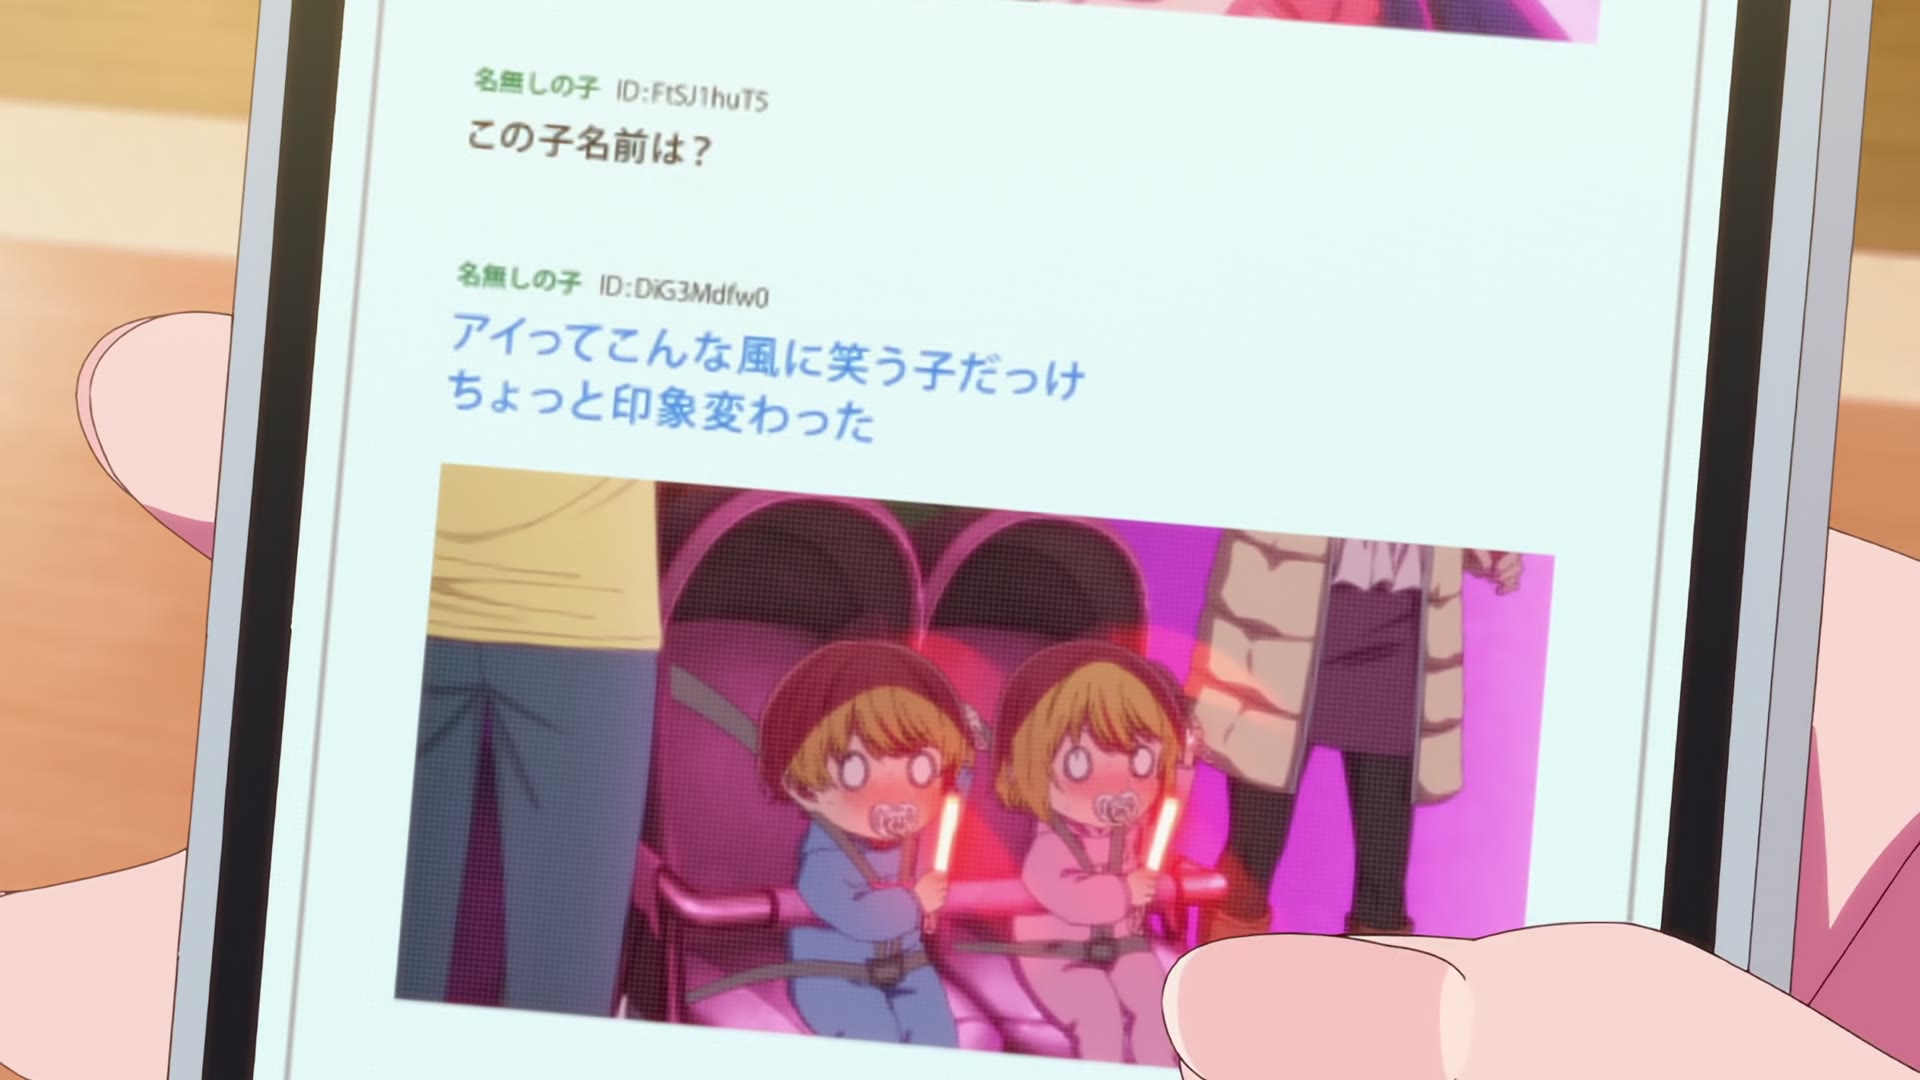 名無しの子 ID:FtSJ1huT5
この子名前は？
名無しの子 ID:DiG3Mdfw0
アイってこんな風に笑う子だっけ
ちょっと印象変わった